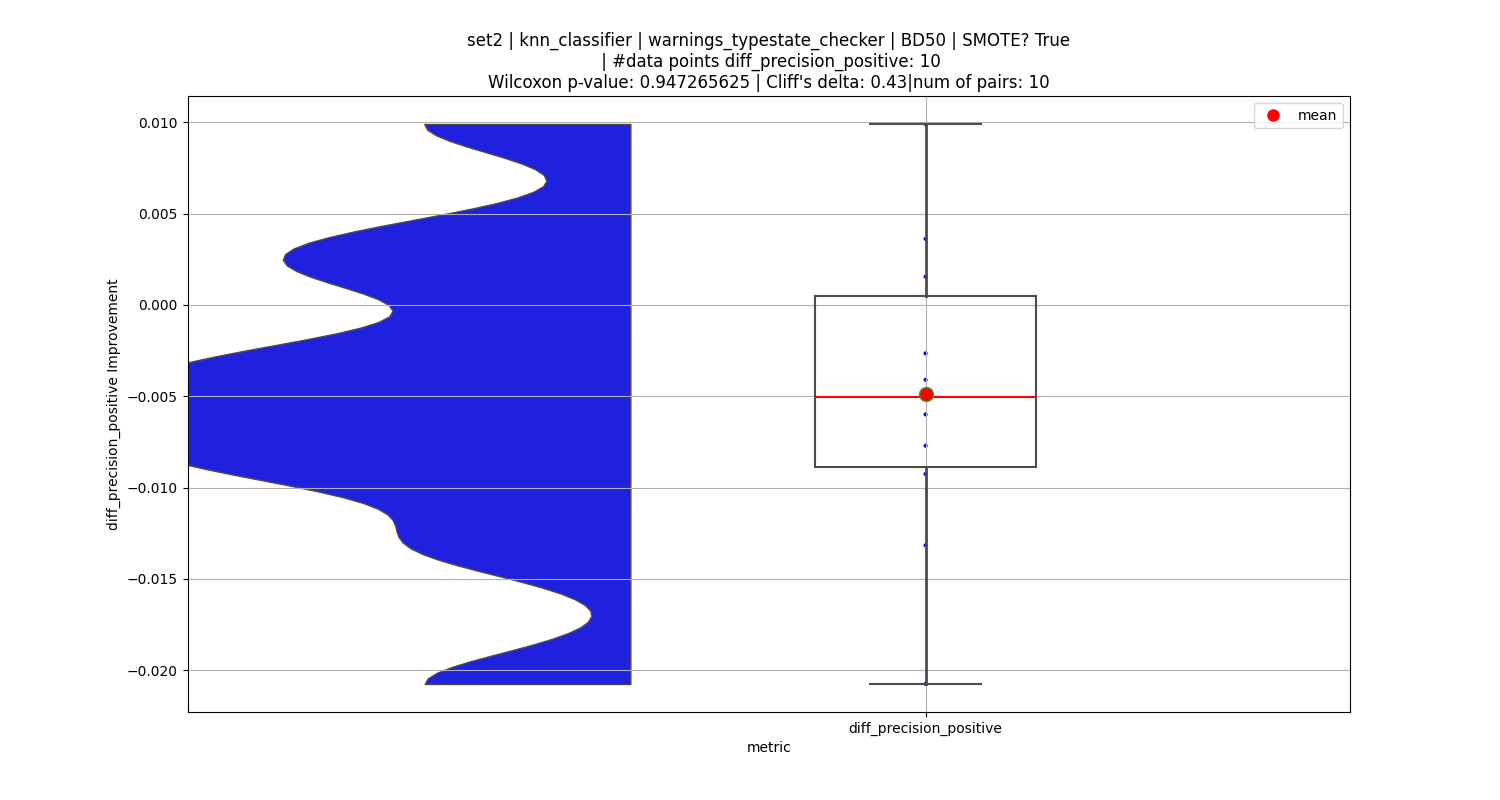 set2 | knn_classifier | warnings_typestate_checker | BD50 | SMOTE? True
| #data points diff_precision_positive: 10
Wilcoxon p-value: 0.947265625 | Cliff's delta: 0.43|num of pairs: 10
mean
0.010
0.005
0.000
−0.005
−0.010
−0.015
−0.020
diff_precision_positive Improvement
diff_precision_positive
metric